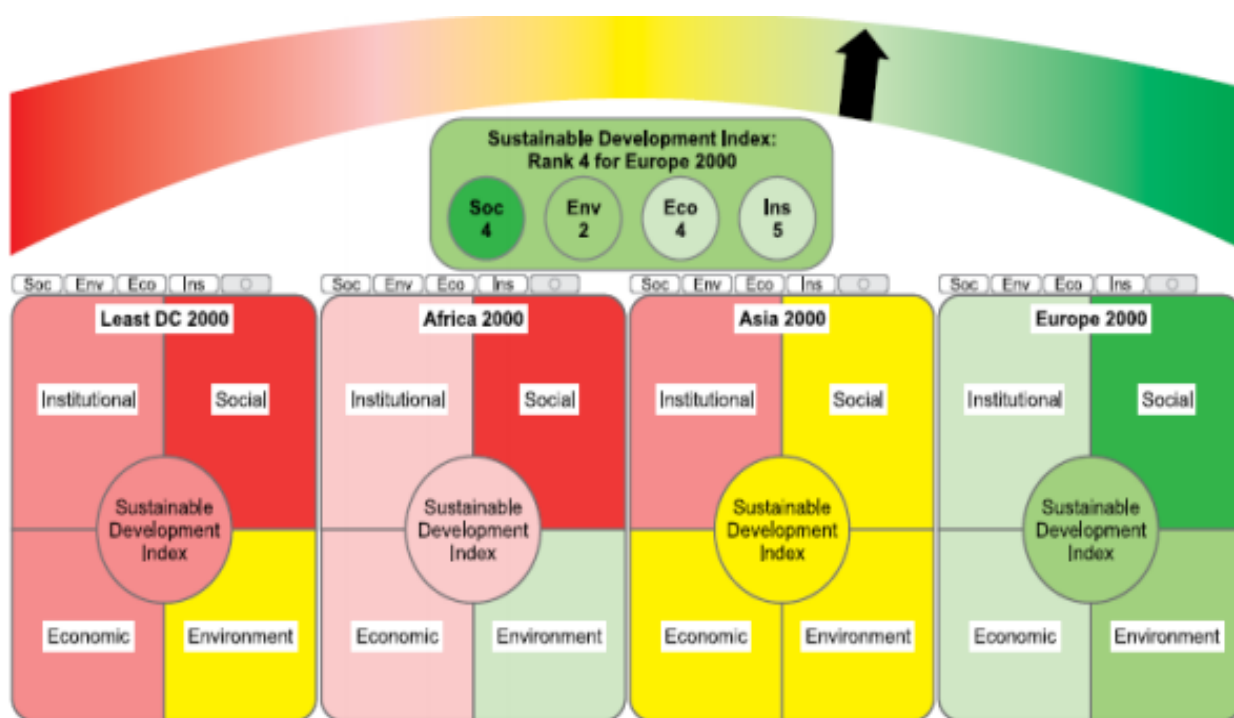 Sustainable Development Index:
Rank 4 for Europe 2000
Soc Env Eco Ins
4 2 4 5
Soc Env Eco Ins
Soc Env Eco Ins
Soc Env Eco Ins
Soc Env Eco Ins
Least DC 2000
Institutional Social
Sustainable
Development
Index
Economic Environment
Africa 2000
Institutional Social
Sustainable
Development
Index
Economic Environment
Asia 2000
Institutional Social
Sustainable
Development
Index
Economic Environment
Europe 2000
Institutional Social
Sustainable
Development
Index
Economic Environment